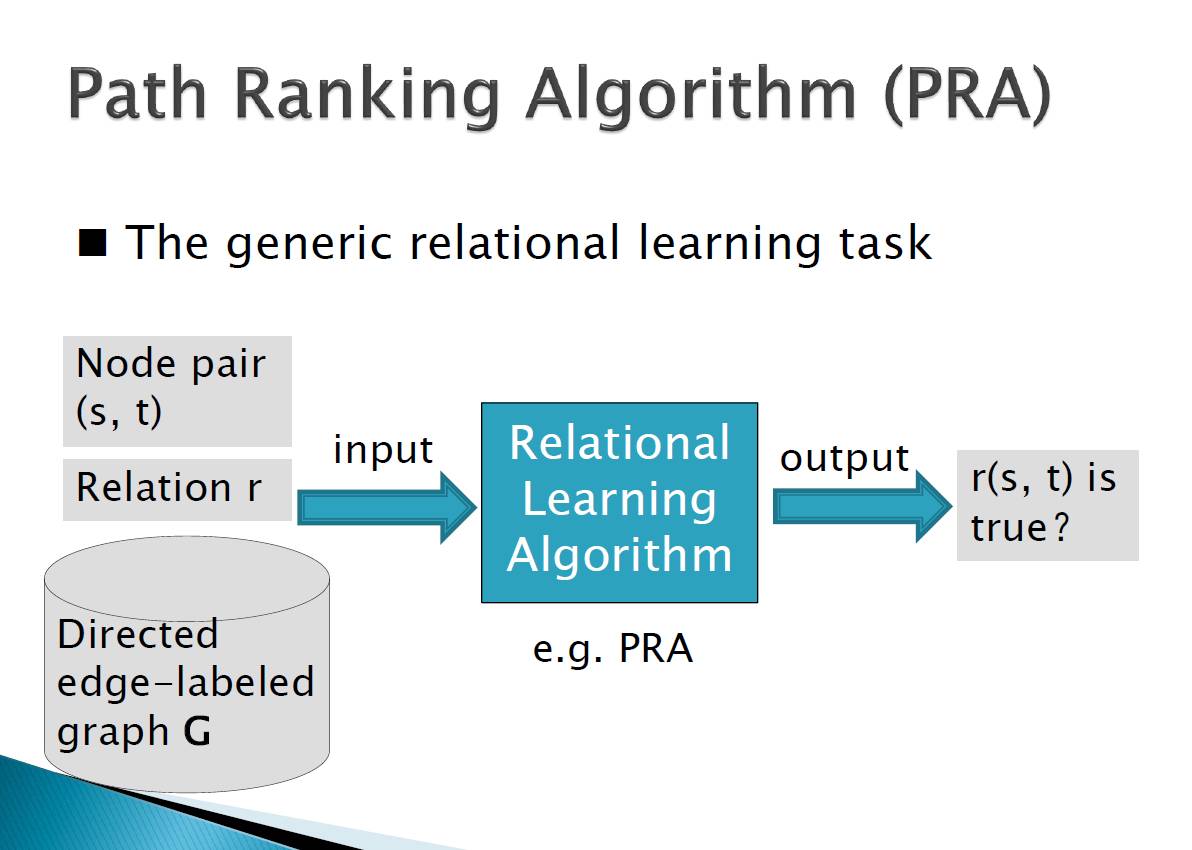 Path Ranking Algorithm (PRA)
■ The generic relational learning task
Node pair
(s, t)
Relation r
Directed
edge-labeled
graph G
input
Relational
Learning
Algorithm
e.g. PRA
output
r(s, t) is
true?